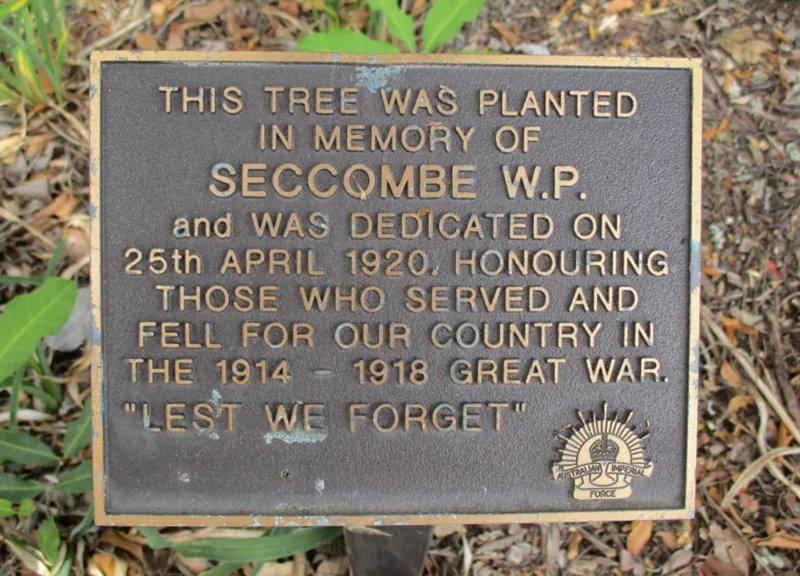 THIS TREE WAS PLANTED
IN MEMORY OF
SECCOMBE W.P.
and WAS DEDICATED ON
25th APRIL 1920. HONOURING
THOSE WHO SERVED AND
FELL FOR OUR COUNTRY IN
THE 1914 - 1918 GREAT WAR.
"LEST WE FORGET"
AUSTRALIAN IMPERIAL
FORCE